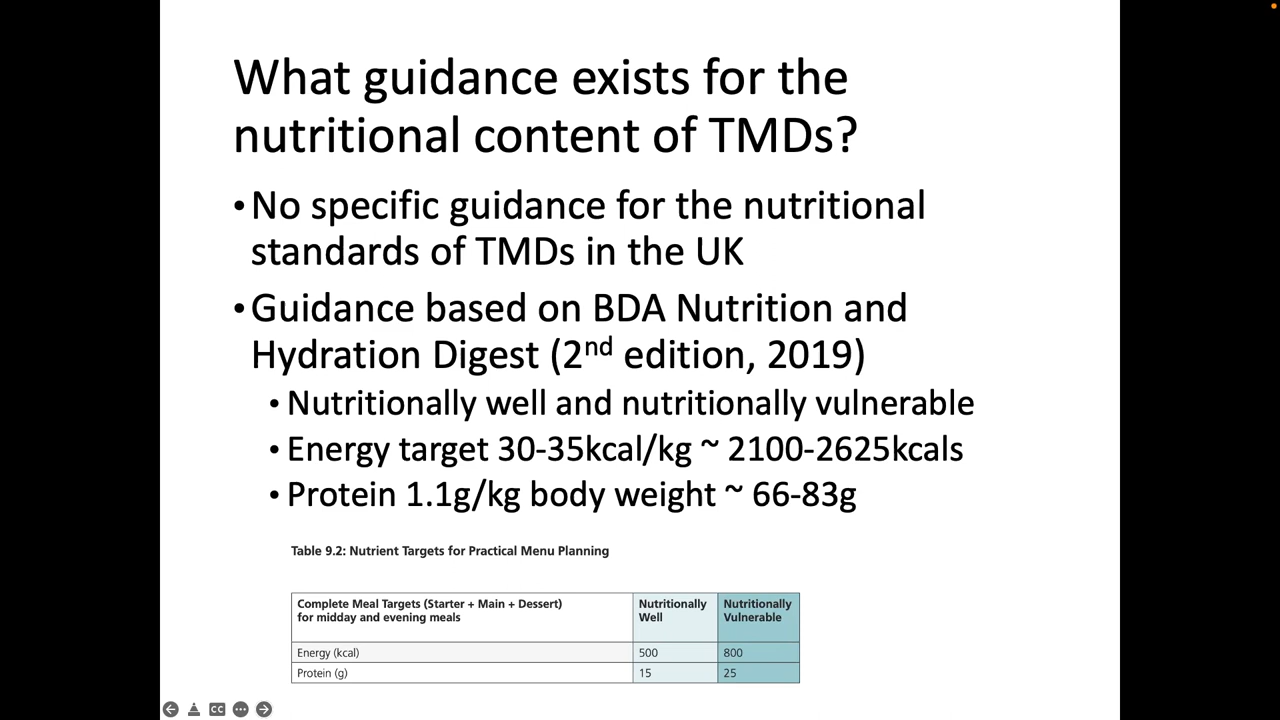 What guidance exists for the
nutritional content of TMDs?
• No specific guidance for the nutritional
standards of TMDs in the UK
• Guidance based on BDA Nutrition and
Hydration Digest (2nd edition, 2019)
• Nutritionally well and nutritionally vulnerable
• Energy target 30-35kcal/kg ~ 2100-2625kcals
• Protein 1.1g/kg body weight ~ 66-83g
Table 9.2: Nutrient Targets for Practical Menu Planning
Complete Meal Targets (Starter + Main + Dessert)
for midday and evening meals
Nutritionally
Well
Nutritionally
Vulnerable
Energy (kcal) 500 800
Protein (g) 15 25
CC